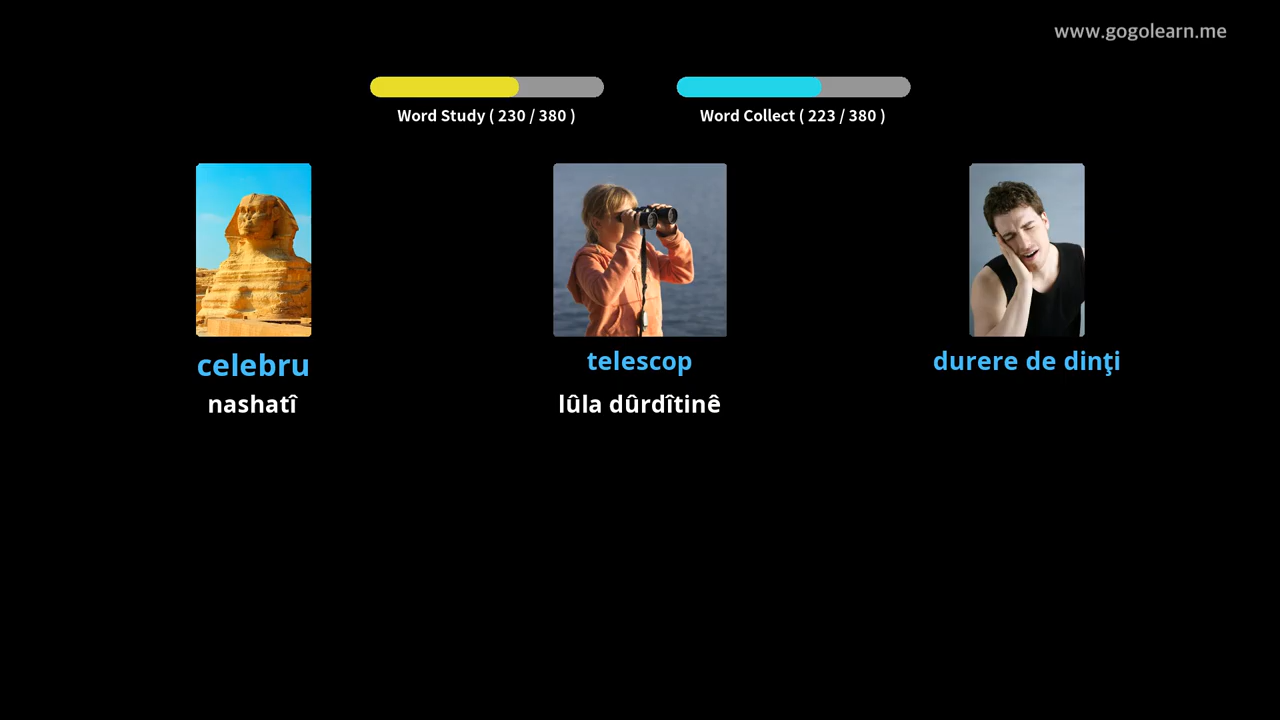 www.gogolearn.me
Word Study ( 230 / 380 )
Word Collect ( 223 / 380 )
celebru
telescop
durere de dinţi
nashatî
lûla dûrdîtinê